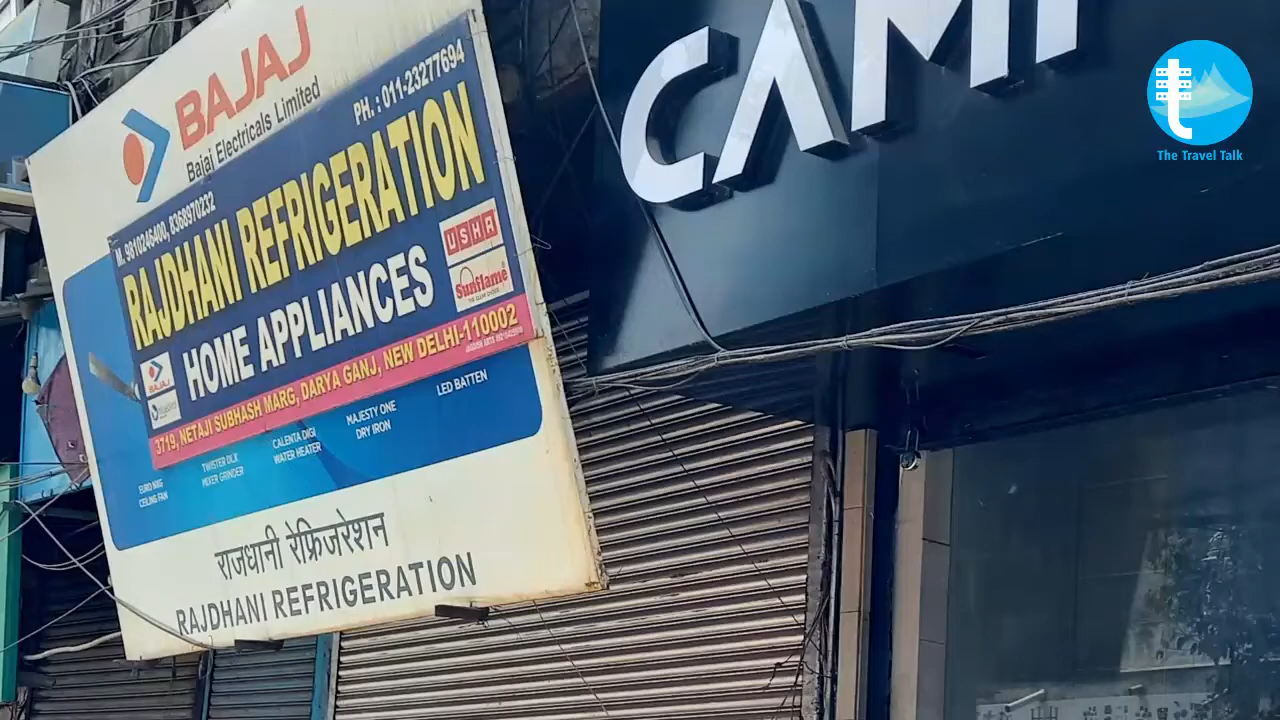 BAJAJ
Bajaj Electricals Limited
PH. : 011-23277694
M. 9810246400, 8368970232
RAJDHANI REFRIGERATION
HOME APPLIANCES
USHA
Sunflame
BAJAJ
3719, NETAJI SUBHASH MARG, DARYA GANJ, NEW DELHI-110002
EURO NXG
CEILING FAN
TWISTER DLX
MIXER GRINDER
CALENTA DIGI
WATER HEATER
MAJESTY ONE
DRY IRON
LED BATTEN
राजधानी रेफ्रिजरेशन
RAJDHANI REFRIGERATION
CAMP
The Travel Talk